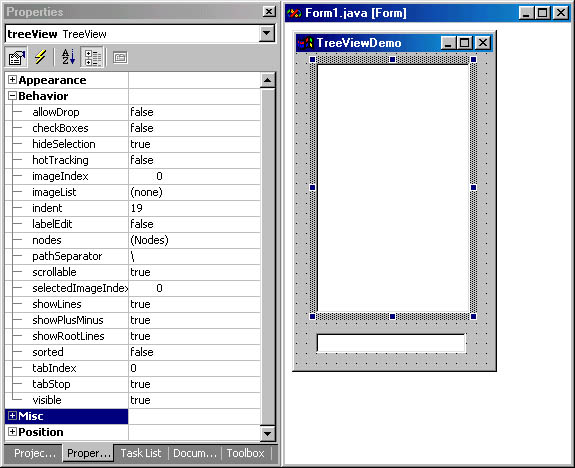 Properties
treeView TreeView
Appearance
Behavior
allowDrop false
checkBoxes false
hideSelection true
hotTracking false
imageIndex 0
imageList (none)
indent 19
labelEdit false
nodes (Nodes)
pathSeparator \
scrollable true
selectedImageIndex 0
showLines true
showPlusMinus true
showRootLines true
sorted false
tabIndex 0
tabStop true
visible true
Misc
Position
Projec... Proper... Task List Docum... Toolbox
Form1.java [Form]
TreeViewDemo